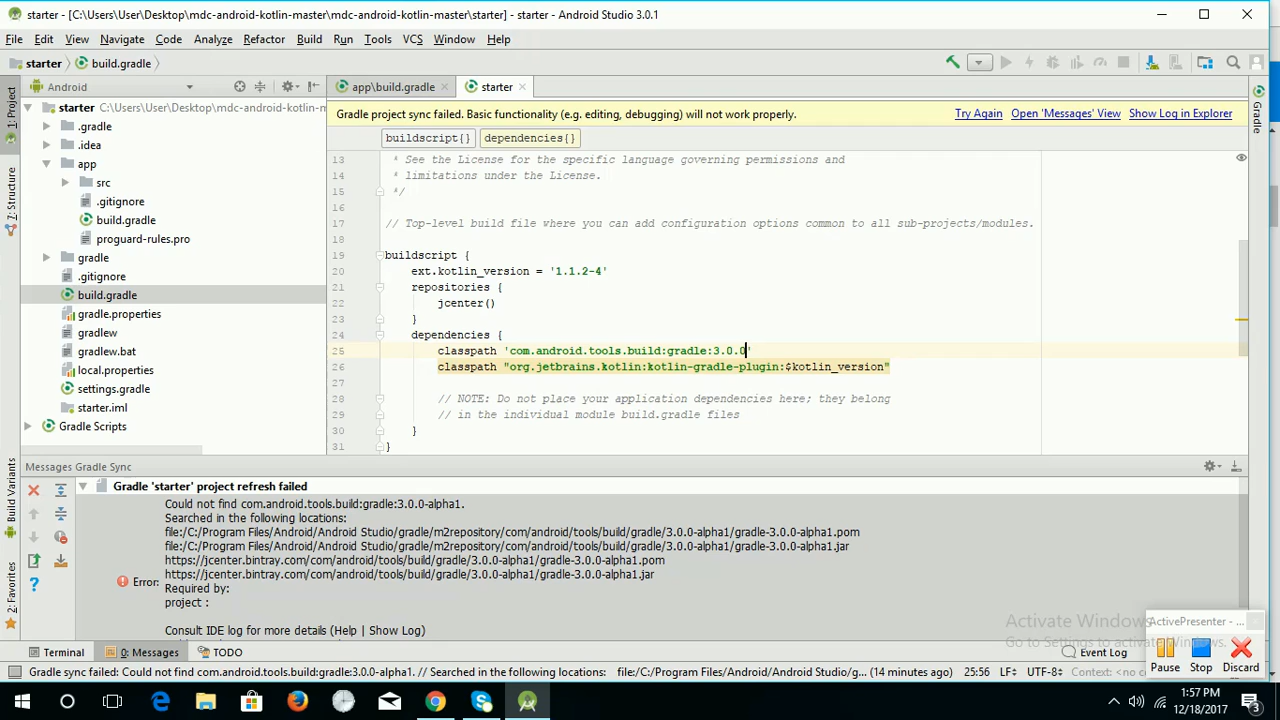 starter - [C:\Users\User\Desktop\mdc-android-kotlin-master\mdc-android-kotlin-master\starter] - starter - Android Studio 3.0.1
File Edit View Navigate Code Analyze Refactor Build Run Tools VCS Window Help
starter build.gradle
1: Project
7: Structure
Build Variants
2: Favorites
Android
starter C:\Users\User\Desktop\mdc-android-kotlin-m
.gradle
.idea
app
src
.gitignore
build.gradle
proguard-rules.pro
gradle
.gitignore
build.gradle
gradle.properties
gradlew
gradlew.bat
local.properties
settings.gradle
starter.iml
Gradle Scripts
app\build.gradle starter
Gradle project sync failed. Basic functionality (e.g. editing, debugging) will not work properly. Try Again Open 'Messages' View Show Log in Explorer
Gradle
buildscript{} dependencies{}
13 * See the License for the specific language governing permissions and
14 * limitations under the License.
15 */
16
17 // Top-level build file where you can add configuration options common to all sub-projects/modules.
18
19 buildscript {
20 ext.kotlin_version = '1.1.2-4'
21 repositories {
22 jcenter()
23 }
24 dependencies {
25 classpath 'com.android.tools.build:gradle:3.0.0'
26 classpath "org.jetbrains.kotlin:kotlin-gradle-plugin:$kotlin_version"
27
28 // NOTE: Do not place your application dependencies here; they belong
29 // in the individual module build.gradle files
30 }
31 }
Messages Gradle Sync
Gradle 'starter' project refresh failed
Error:
Could not find com.android.tools.build:gradle:3.0.0-alpha1.
Searched in the following locations:
file:/C:/Program Files/Android/Android Studio/gradle/m2repository/com/android/tools/build/gradle/3.0.0-alpha1/gradle-3.0.0-alpha1.pom
file:/C:/Program Files/Android/Android Studio/gradle/m2repository/com/android/tools/build/gradle/3.0.0-alpha1/gradle-3.0.0-alpha1.jar
https://jcenter.bintray.com/com/android/tools/build/gradle/3.0.0-alpha1/gradle-3.0.0-alpha1.pom
https://jcenter.bintray.com/com/android/tools/build/gradle/3.0.0-alpha1/gradle-3.0.0-alpha1.jar
Required by:
project :
Consult IDE log for more details (Help | Show Log)
Activate Windows
Go to Settings to activate Windows.
ActivePresenter - ...
Pause Stop Discard
Terminal 0: Messages TODO Event Log
Gradle sync failed: Could not find com.android.tools.build:gradle:3.0.0-alpha1. // Searched in the following locations: file:/C:/Program Files/Android/Android Studio/g... (14 minutes ago) 25:56 LF÷ UTF-8÷ Context: <no co
1:57 PM
12/18/2017
3